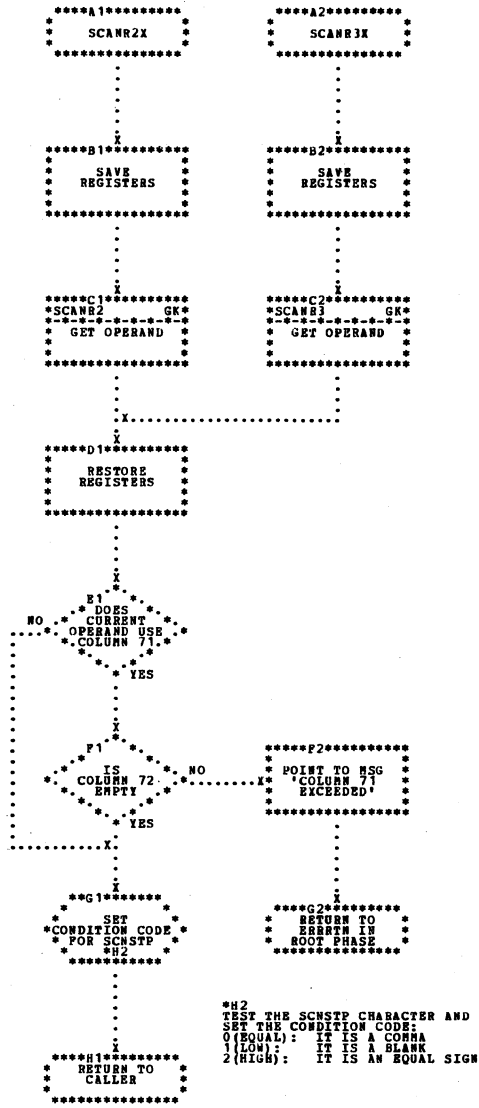 A1
SCANR2X
A2
SCANR3X
B1
SAVE
REGISTERS
B2
SAVE
REGISTERS
C1
SCANR2 GK
GET OPERAND
C2
SCANR3 GK
GET OPERAND
D1
RESTORE
REGISTERS
E1
DOES
CURRENT
OPERAND USE
COLUMN 71
NO
YES
F1
IS
COLUMN 72
EMPTY
NO
YES
F2
POINT TO MSG
'COLUMN 71
EXCEEDED'
G1
SET
CONDITION CODE
FOR SCNSTP
*H2
G2
RETURN TO
ERRRTN IN
ROOT PHASE
H1
RETURN TO
CALLER
*H2
TEST THE SCNSTP CHARACTER AND
SET THE CONDITION CODE:
0(EQUAL): IT IS A COMMA
1(LOW): IT IS A BLANK
2(HIGH): IT IS AN EQUAL SIGN